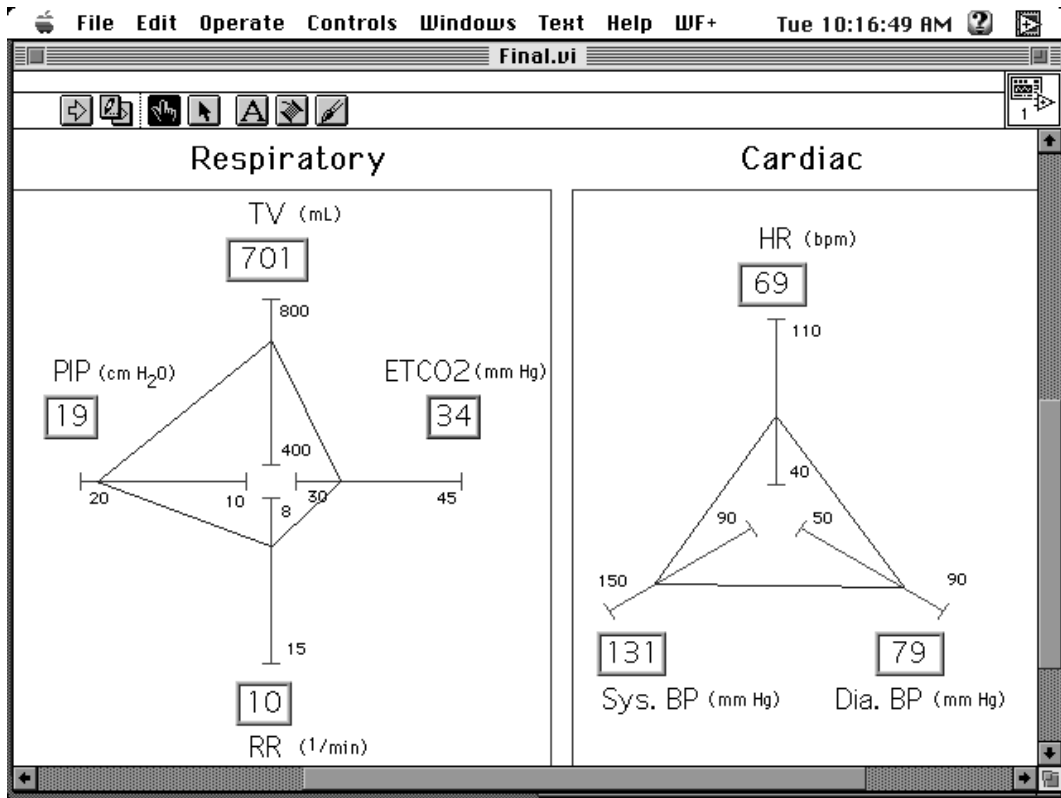 File Edit Operate Controls Windows Text Help WF+ Tue 10:16:49 AM
Final.vi
A
1
Respiratory
TV (mL)
701
800
PIP (cm H2O)
19
ETCO2 (mm Hg)
34
400
20
10
30
45
8
15
10
RR (1/min)
Cardiac
HR (bpm)
69
110
40
90
50
150
90
131
79
Sys. BP (mm Hg)
Dia. BP (mm Hg)